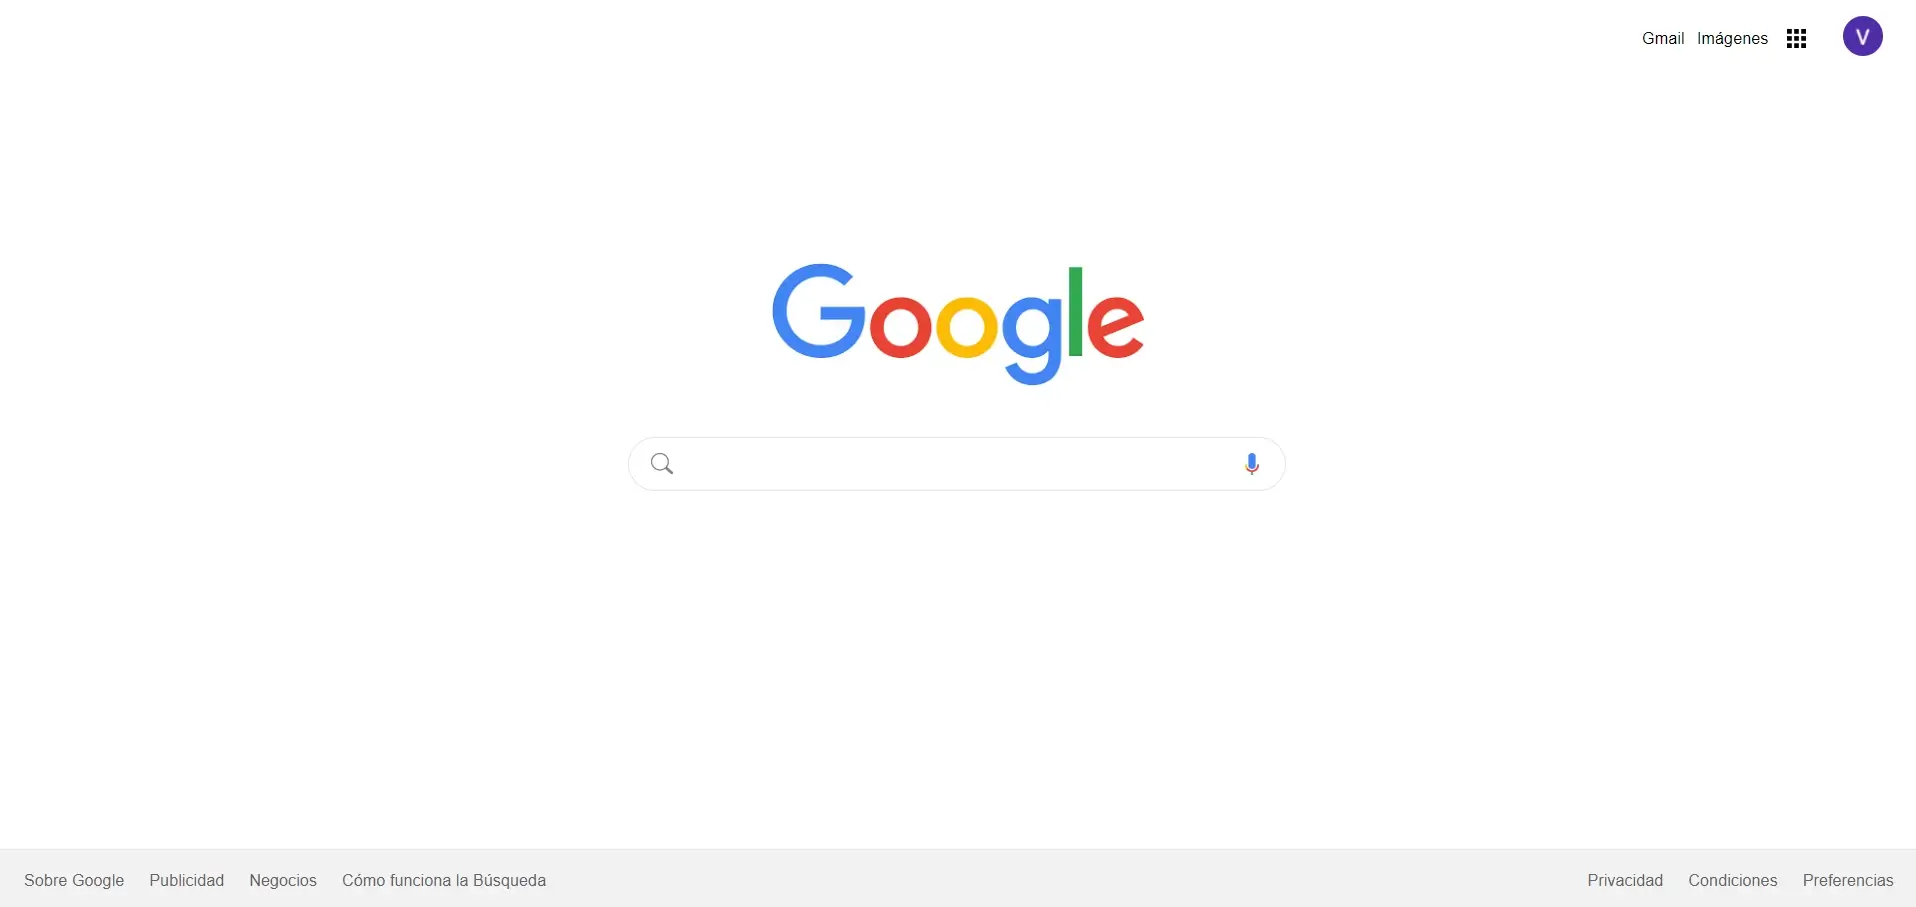 Gmail Imágenes
V
Google
Sobre Google Publicidad Negocios Cómo funciona la Búsqueda Privacidad Condiciones Preferencias